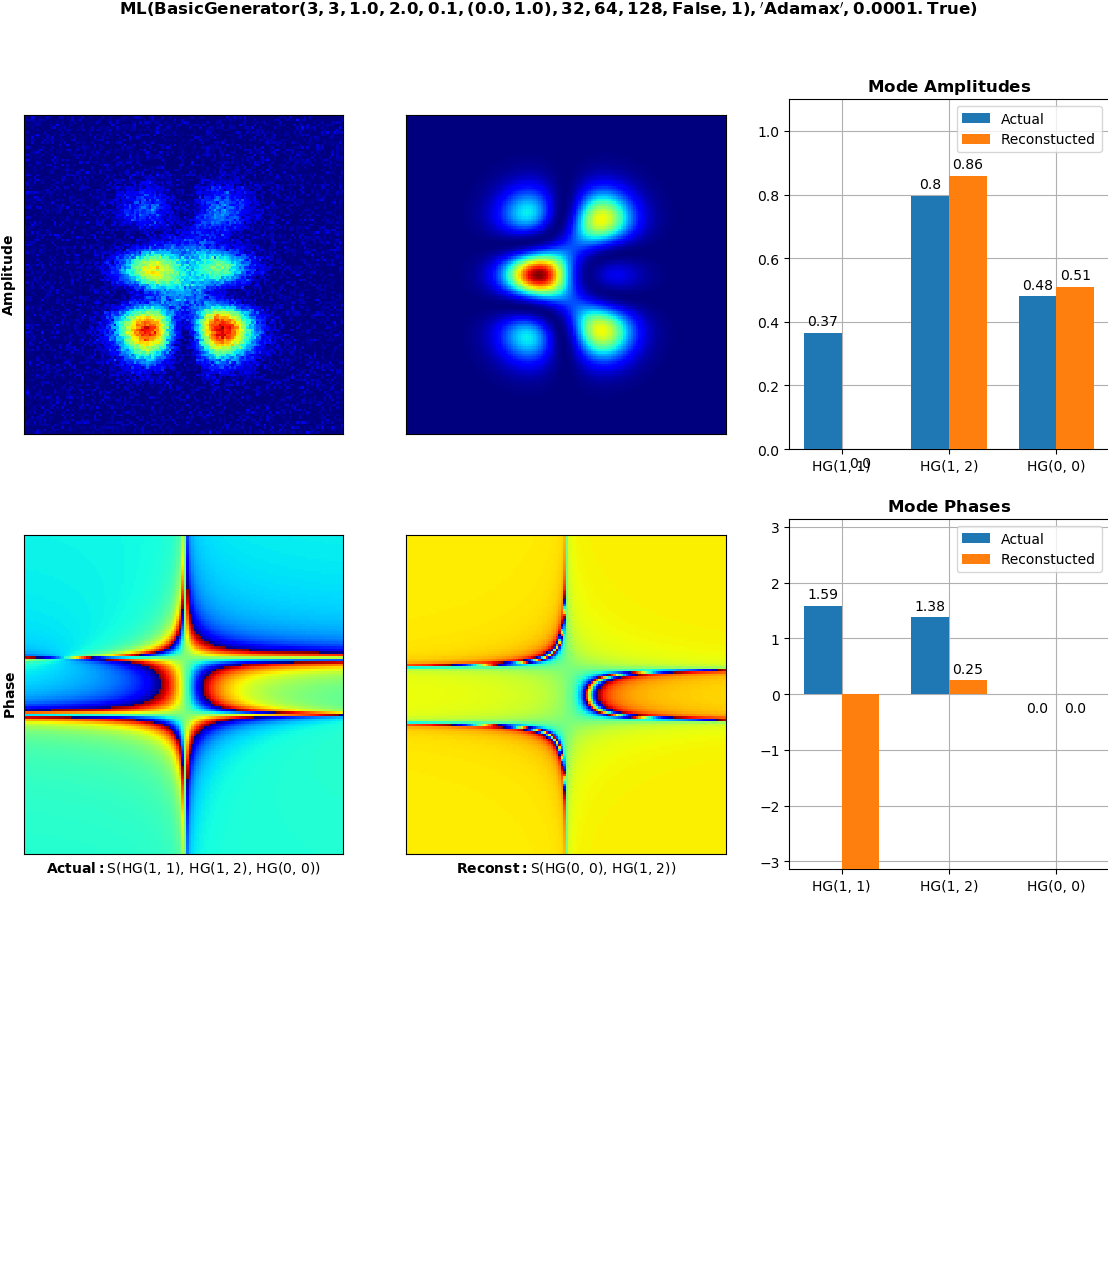 ML(BasicGenerator(3, 3, 1.0, 2.0, 0.1, (0.0, 1.0), 32, 64, 128, False, 1), 'Adamax', 0.0001. True)
Amplitude
Mode Amplitudes
Actual
Reconstucted
1.0
0.8
0.6
0.4
0.2
0.0
0.37
0.0
0.8
0.86
0.48
0.51
HG(1, 1)
HG(1, 2)
HG(0, 0)
Phase
Actual: S(HG(1, 1), HG(1, 2), HG(0, 0))
Reconst: S(HG(0, 0), HG(1, 2))
Mode Phases
Actual
Reconstucted
3
2
1
0
−1
−2
−3
1.59
1.38
0.25
0.0
0.0
HG(1, 1)
HG(1, 2)
HG(0, 0)